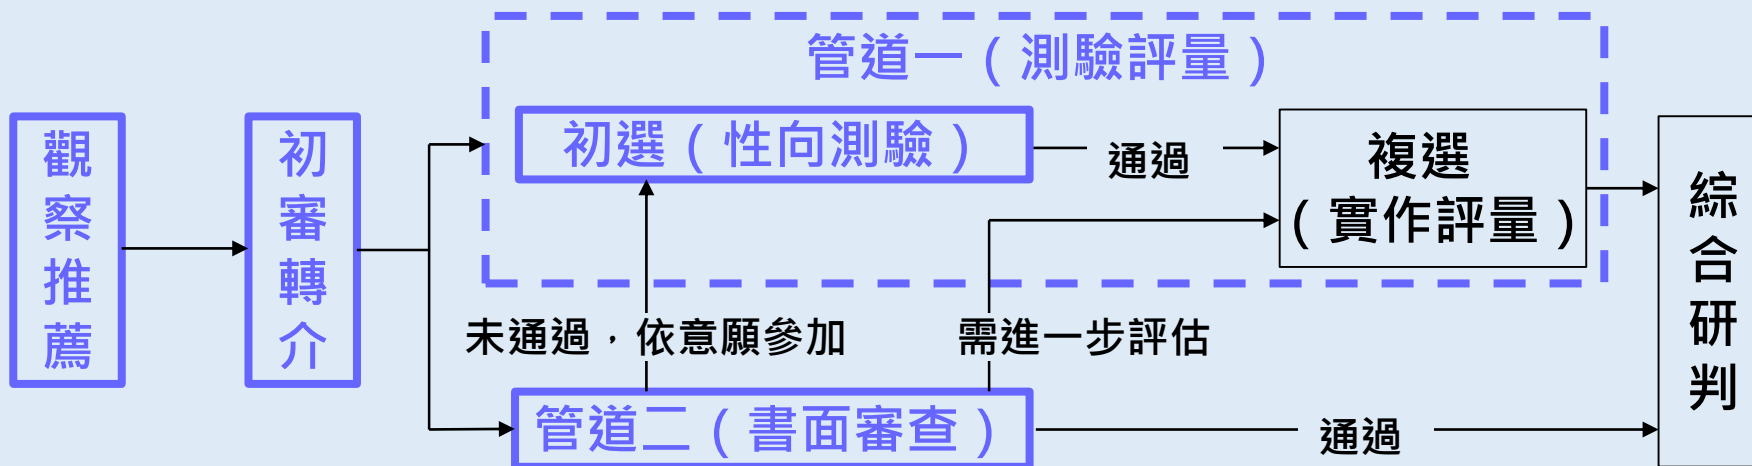 觀察推薦
初審轉介
管道一（測驗評量）
初選（性向測驗）
通過
複選
（實作評量）
未通過，依意願參加
需進一步評估
管道二（書面審查）
通過
綜合研判